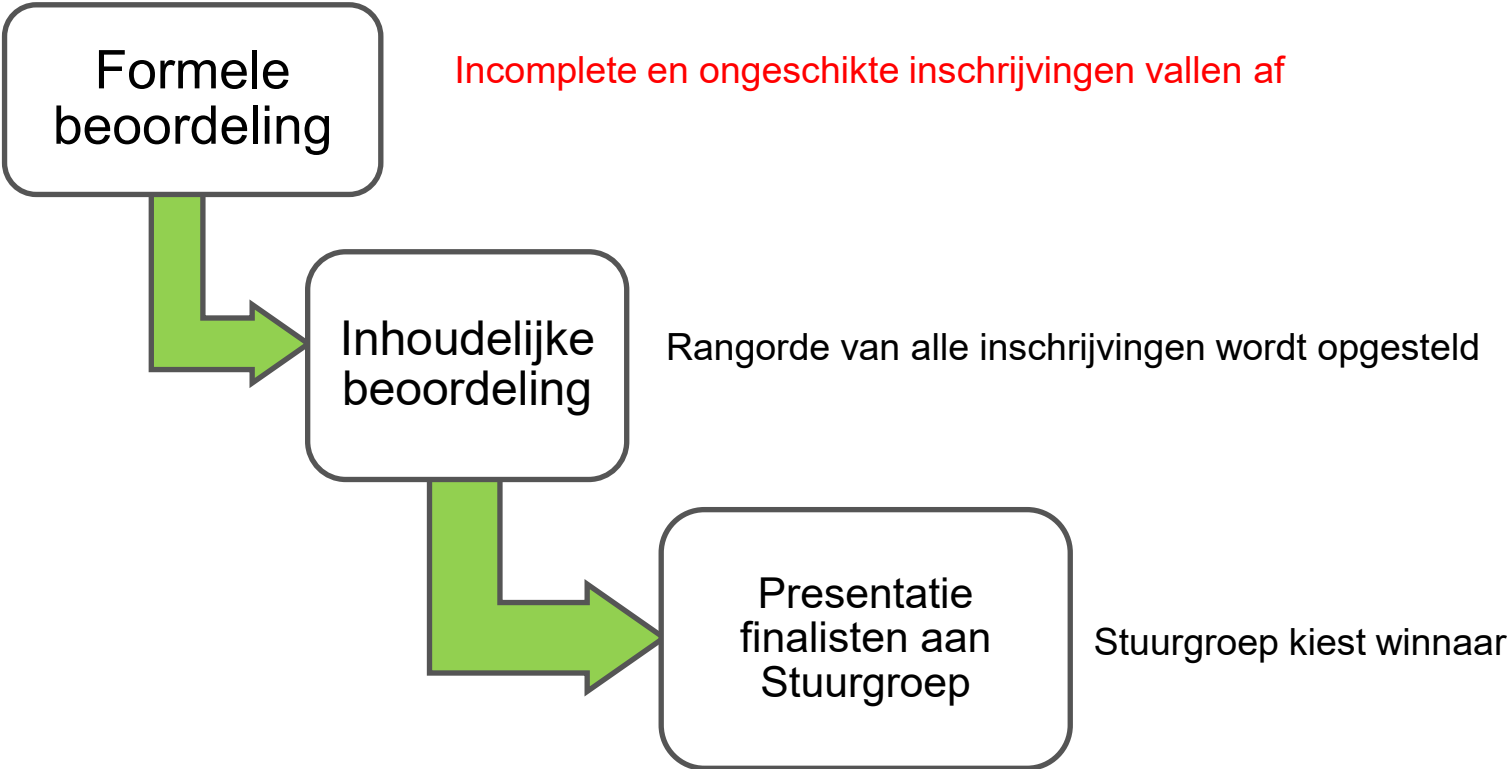 Formele
beoordeling
Incomplete en ongeschikte inschrijvingen vallen af
Inhoudelijke
beoordeling
Rangorde van alle inschrijvingen wordt opgesteld
Presentatie
finalisten aan
Stuurgroep
Stuurgroep kiest winnaar